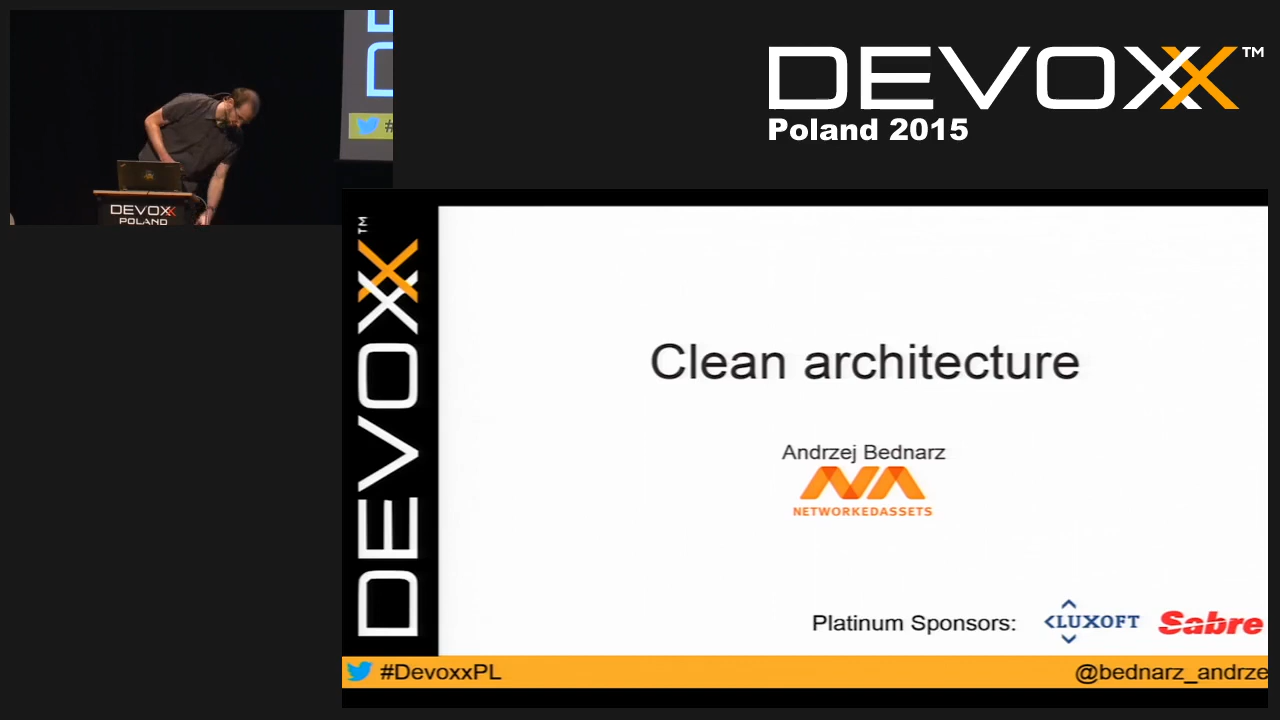 DEVOXX™
Poland 2015
DEVOXX
POLAND
DEVOXX™
Clean architecture
Andrzej Bednarz
NETWORKEDASSETS
Platinum Sponsors:
LUXOFT
Sabre
#DevoxxPL
@bednarz_andrze